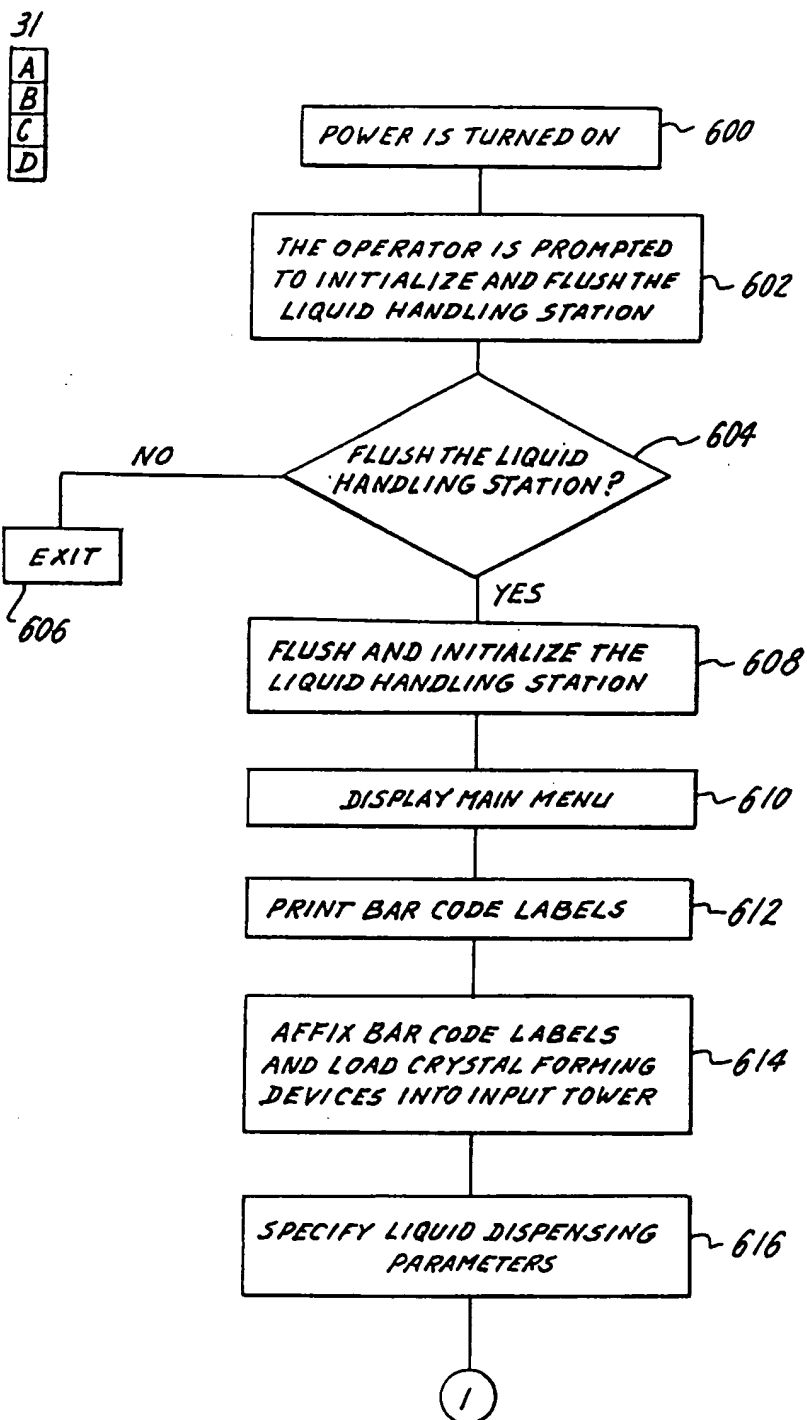 31
A
B
C
D
POWER IS TURNED ON
600
THE OPERATOR IS PROMPTED
TO INITIALIZE AND FLUSH THE
LIQUID HANDLING STATION
602
FLUSH THE LIQUID
HANDLING STATION?
604
NO
EXIT
606
YES
FLUSH AND INITIALIZE THE
LIQUID HANDLING STATION
608
DISPLAY MAIN MENU
610
PRINT BAR CODE LABELS
612
AFFIX BAR CODE LABELS
AND LOAD CRYSTAL FORMING
DEVICES INTO INPUT TOWER
614
SPECIFY LIQUID DISPENSING
PARAMETERS
616
1